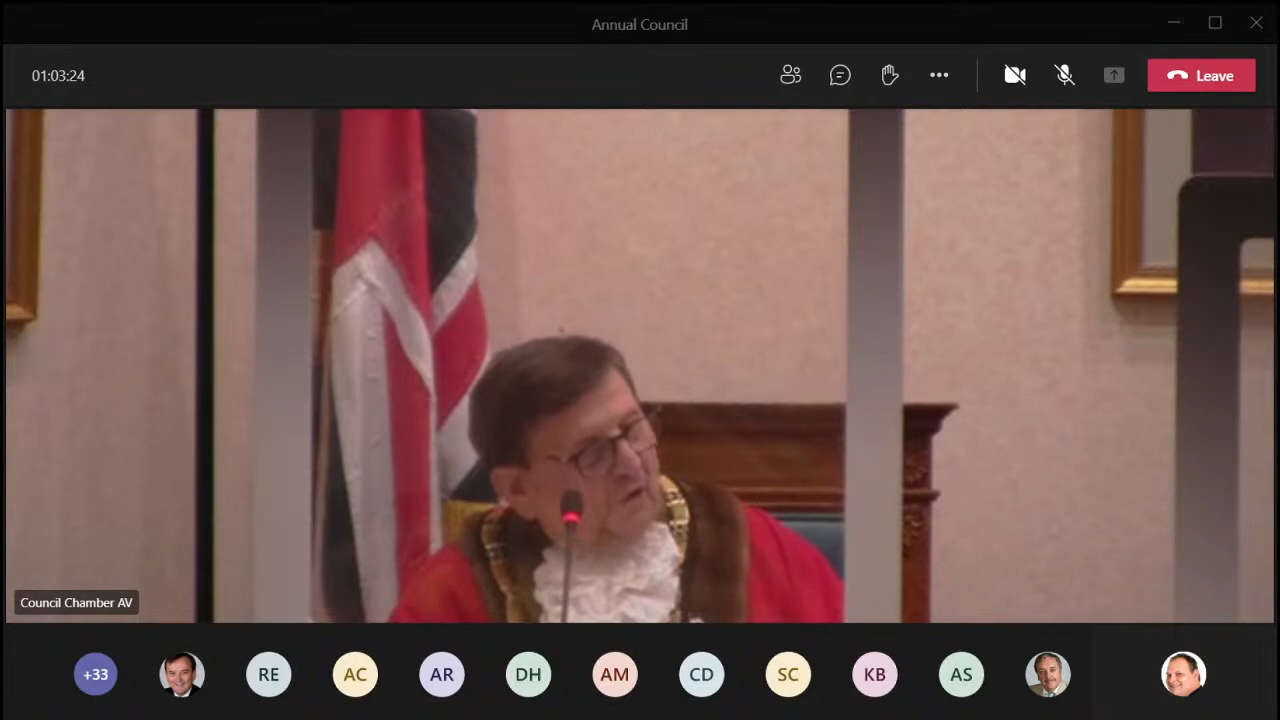 Annual Council
01:03:24
Leave
Council Chamber AV
+33
RE
AC
AR
DH
AM
CD
SC
KB
AS